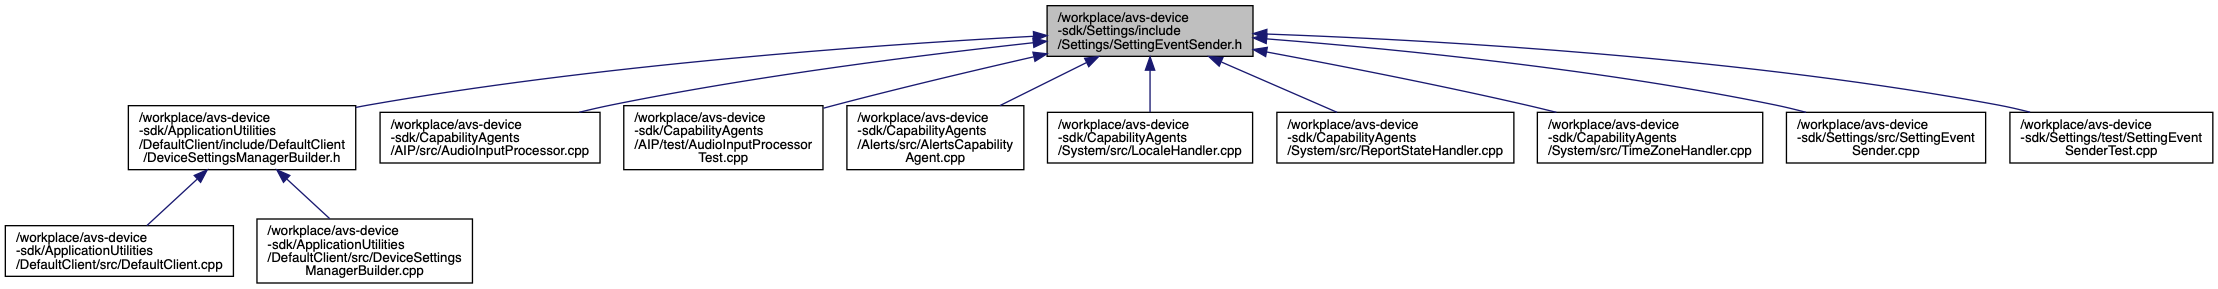 /workplace/avs-device
-sdk/Settings/include
/Settings/SettingEventSender.h
/workplace/avs-device
-sdk/ApplicationUtilities
/DefaultClient/include/DefaultClient
/DeviceSettingsManagerBuilder.h
/workplace/avs-device
-sdk/CapabilityAgents
/AIP/src/AudioInputProcessor.cpp
/workplace/avs-device
-sdk/CapabilityAgents
/AIP/test/AudioInputProcessor
Test.cpp
/workplace/avs-device
-sdk/CapabilityAgents
/Alerts/src/AlertsCapability
Agent.cpp
/workplace/avs-device
-sdk/CapabilityAgents
/System/src/LocaleHandler.cpp
/workplace/avs-device
-sdk/CapabilityAgents
/System/src/ReportStateHandler.cpp
/workplace/avs-device
-sdk/CapabilityAgents
/System/src/TimeZoneHandler.cpp
/workplace/avs-device
-sdk/Settings/src/SettingEvent
Sender.cpp
/workplace/avs-device
-sdk/Settings/test/SettingEvent
SenderTest.cpp
/workplace/avs-device
-sdk/ApplicationUtilities
/DefaultClient/src/DefaultClient.cpp
/workplace/avs-device
-sdk/ApplicationUtilities
/DefaultClient/src/DeviceSettings
ManagerBuilder.cpp